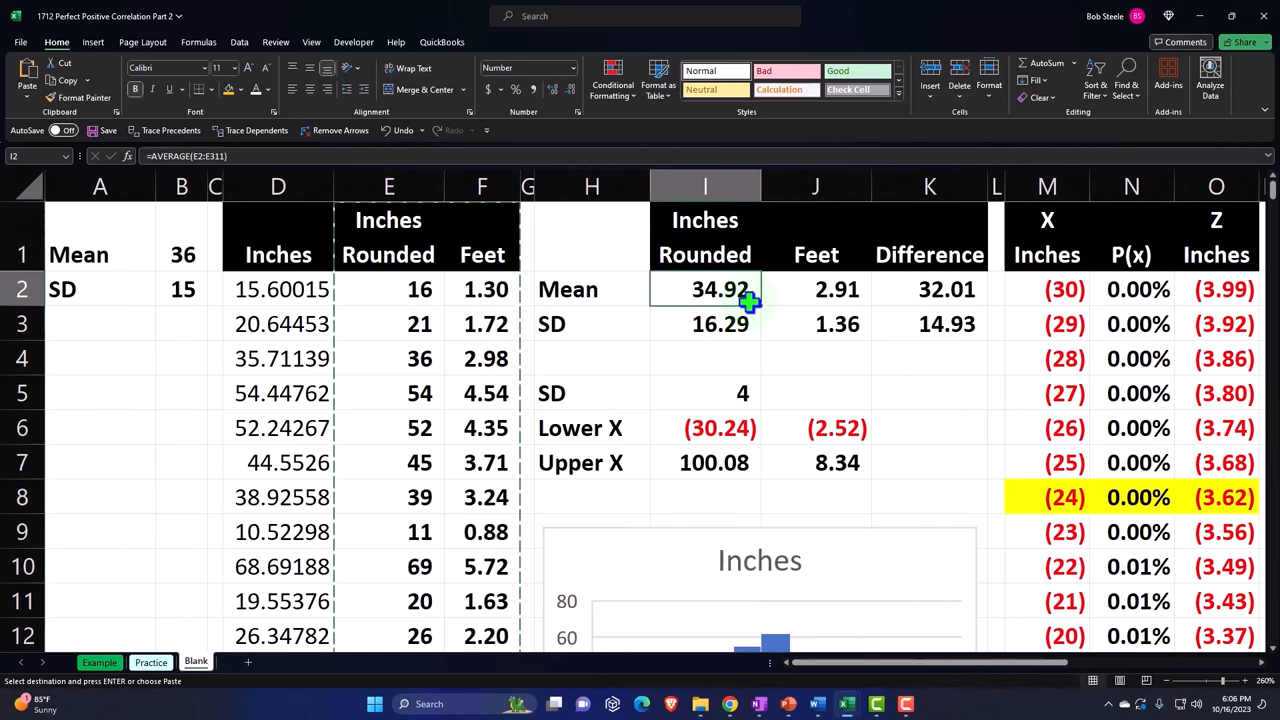 1712 Perfect Positive Correlation Part 2
Search
Bob Steele
BS
File Home Insert Page Layout Formulas Data Review View Developer Help QuickBooks
Comments Share
Paste Cut Copy Format Painter
Clipboard
Calibri 11
B I U A
Font
Wrap Text
Merge & Center
Alignment
Number
$ % ,
Number
Conditional Formatting Format as Table
Normal Bad Good
Neutral Calculation Check Cell
Styles
Insert Delete Format
Cells
AutoSum Fill Clear
Sort & Filter Find & Select
Editing
Add-ins
Add-ins
Analyze Data
AutoSave Off Save Trace Precedents Trace Dependents Remove Arrows Undo Redo
I2 fx =AVERAGE(E2:E311)
A B C D E F G H I J K L M N O
1 Mean 36 Inches Inches Rounded Feet Inches Rounded Feet Difference X Inches P(x) Z Inches
2 SD 15 15.60015 16 1.30 Mean 34.92 2.91 32.01 (30) 0.00% (3.99)
3 20.64453 21 1.72 SD 16.29 1.36 14.93 (29) 0.00% (3.92)
4 35.71139 36 2.98 (28) 0.00% (3.86)
5 54.44762 54 4.54 SD 4 (27) 0.00% (3.80)
6 52.24267 52 4.35 Lower X (30.24) (2.52) (26) 0.00% (3.74)
7 44.5526 45 3.71 Upper X 100.08 8.34 (25) 0.00% (3.68)
8 38.92558 39 3.24 (24) 0.00% (3.62)
9 10.52298 11 0.88 (23) 0.00% (3.56)
10 68.69188 69 5.72 (22) 0.01% (3.49)
11 19.55376 20 1.63 (21) 0.01% (3.43)
12 26.34782 26 2.20 (20) 0.01% (3.37)
Inches
80
60
Example Practice Blank
Select destination and press ENTER or choose Paste
260%
85°F
Sunny
Search
6:06 PM
10/16/2023